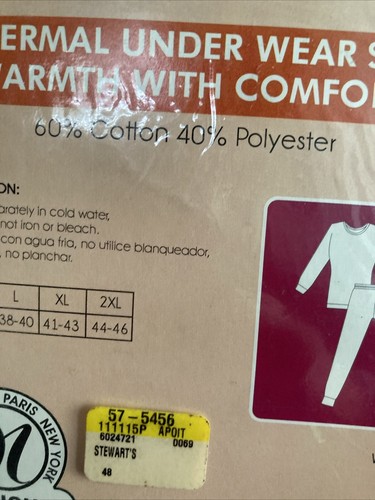 ERMAL UNDER WEAR S
ARMTH WITH COMFO
60% Cotton 40% Polyester
ON:
arately in cold water,
not iron or bleach.
con agua fria, no utilice blanqueador,
, no planchar.
L XL 2XL
38-40 41-43 44-46
PARIS NEW YORK
57-5456
111115P APOIT
6024721 0069
STEWART'S
48